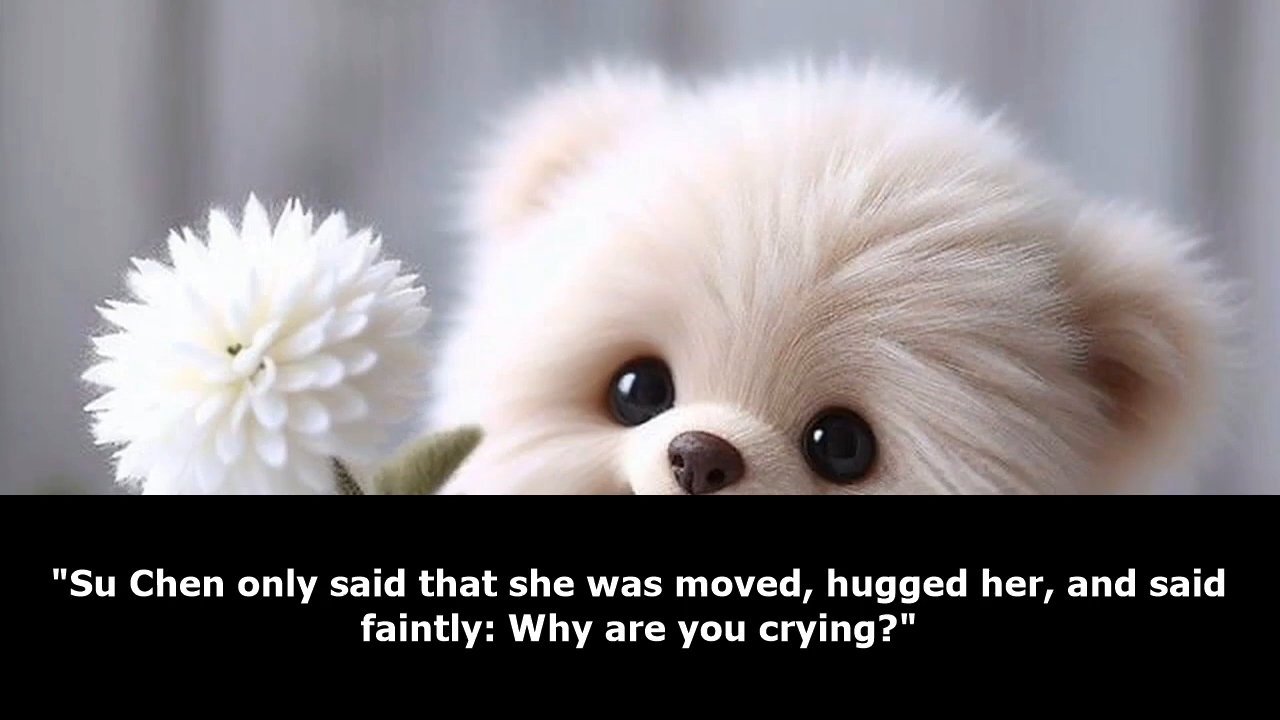 "Su Chen only said that she was moved, hugged her, and said
faintly: Why are you crying?"